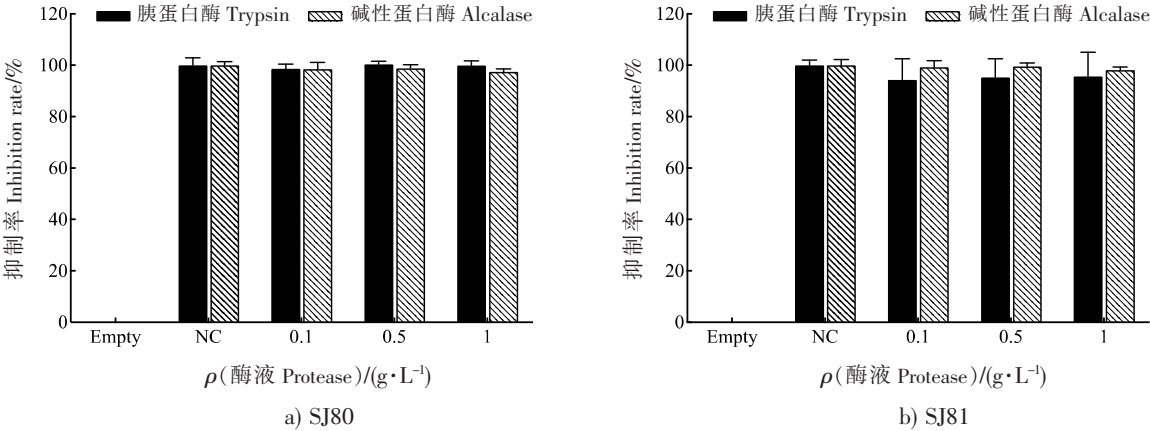 胰蛋白酶 Trypsin 碱性蛋白酶 Alcalase
120
100
80
60
40
20
0
抑制率 Inhibition rate/%
Empty NC 0.1 0.5 1
ρ(酶液 Protease)/(g·L⁻¹)
a) SJ80
胰蛋白酶 Trypsin 碱性蛋白酶 Alcalase
120
100
80
60
40
20
0
抑制率 Inhibition rate/%
Empty NC 0.1 0.5 1
ρ(酶液 Protease)/(g·L⁻¹)
b) SJ81